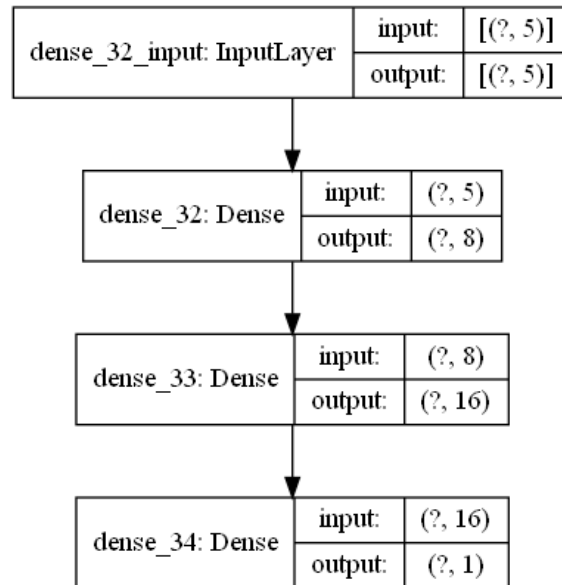 dense_32_input: InputLayer
input: [(?, 5)]
output: [(?, 5)]
dense_32: Dense
input: (?, 5)
output: (?, 8)
dense_33: Dense
input: (?, 8)
output: (?, 16)
dense_34: Dense
input: (?, 16)
output: (?, 1)